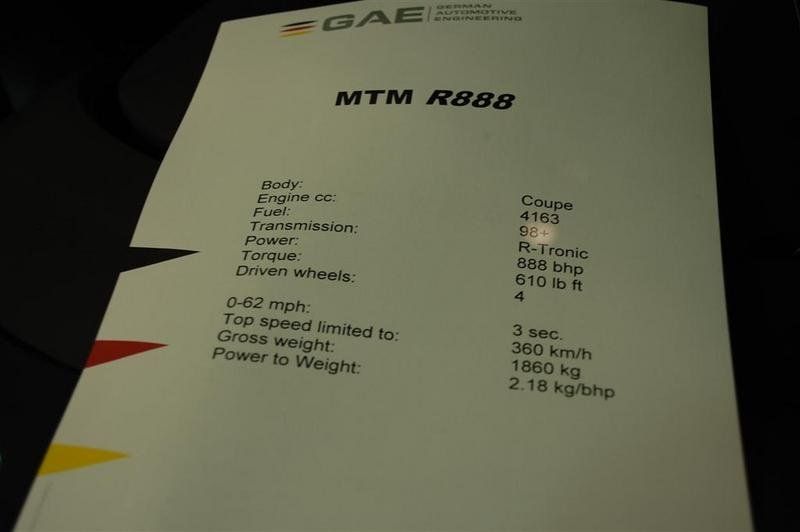 GAE GERMAN
AUTOMOTIVE
ENGINEERING
MTM R888
Body: Coupe
Engine cc: 4163
Fuel: 98+
Transmission: R-Tronic
Power: 888 bhp
Torque: 610 lb ft
Driven wheels: 4
0-62 mph: 3 sec.
Top speed limited to: 360 km/h
Gross weight: 1860 kg
Power to Weight: 2.18 kg/bhp